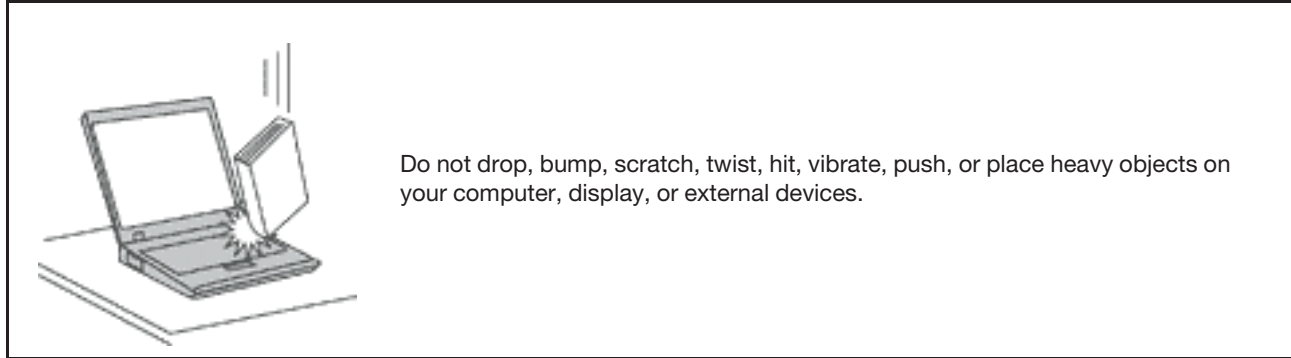 Do not drop, bump, scratch, twist, hit, vibrate, push, or place heavy objects on
your computer, display, or external devices.